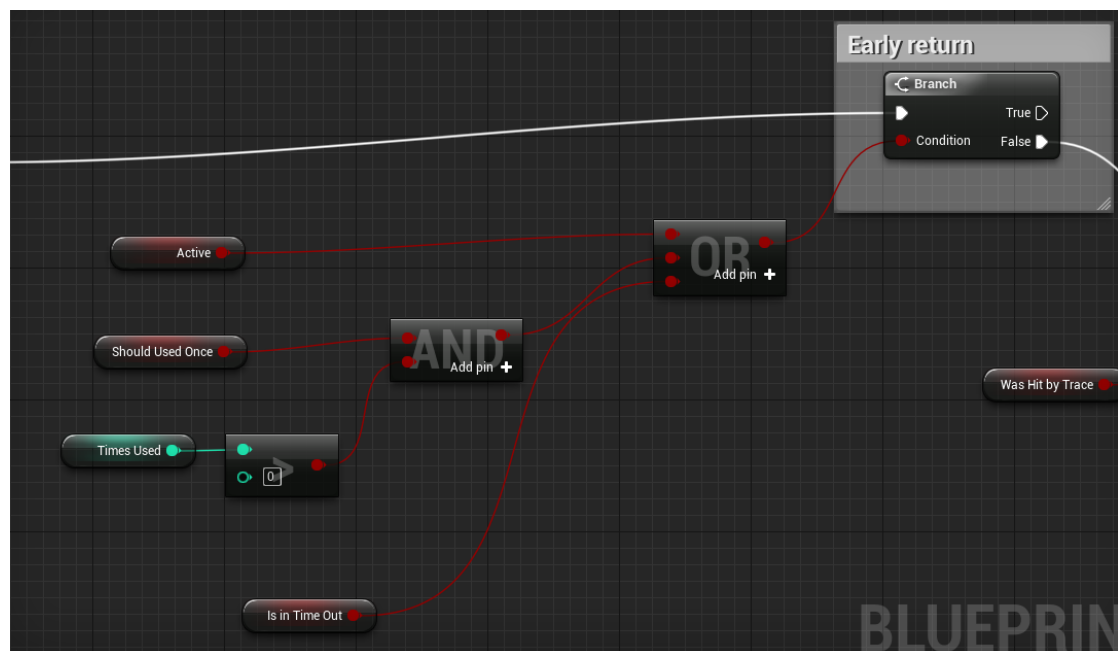 Early return
Branch
True
Condition
False
Active
OR
Add pin
Should Used Once
AND
Add pin
Was Hit by Trace
Times Used
0
>
Is in Time Out
BLUEPRIN